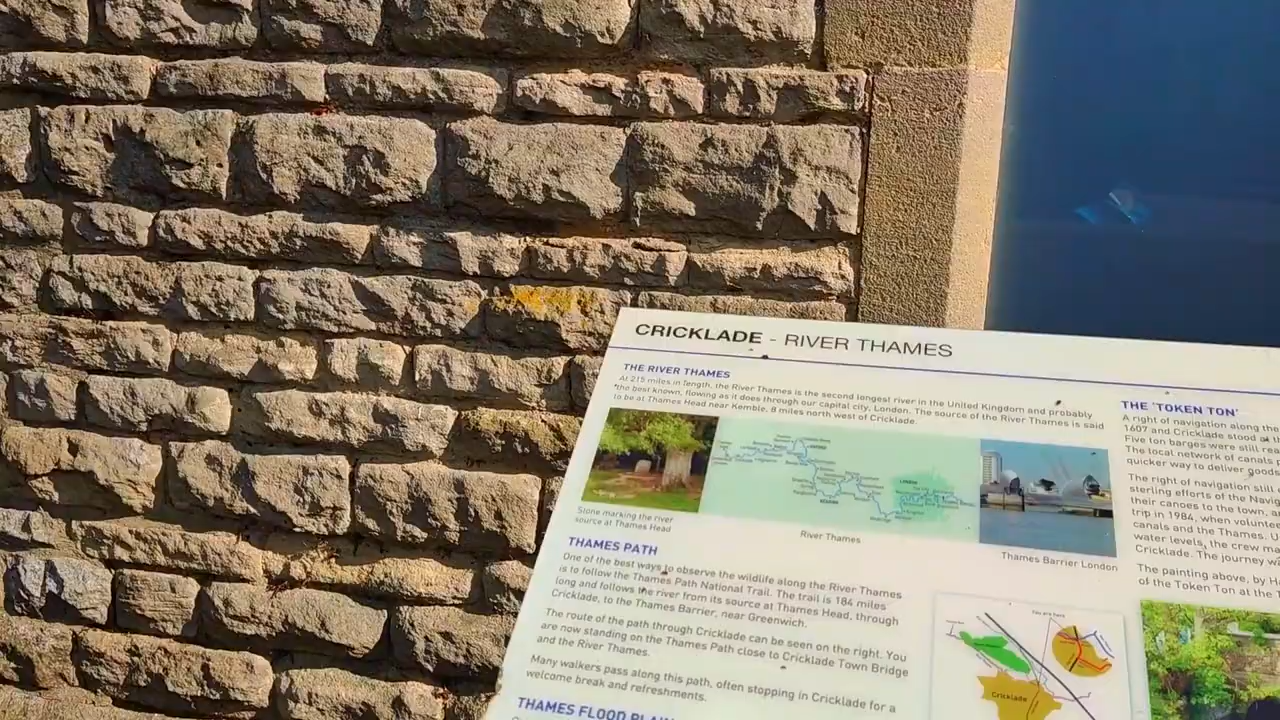 CRICKLADE - RIVER THAMES
THE RIVER THAMES
At 215 miles in length, the River Thames is the second longest river in the United Kingdom and probably
the best known, flowing as it does through our capital city, London. The source of the River Thames is said
to be at Thames Head near Kemble, 8 miles north west of Cricklade.
Stone marking the river
source at Thames Head
River Thames
LONDON
Thames Barrier London
THAMES PATH
One of the best ways to observe the wildlife along the River Thames
is to follow the Thames Path National Trail. The trail is 184 miles
long and follows the river from its source at Thames Head, through
Cricklade, to the Thames Barrier, near Greenwich.
The route of the path through Cricklade can be seen on the right. You
are now standing on the Thames Path close to Cricklade Town Bridge
and the River Thames.
Many walkers pass along this path, often stopping in Cricklade for a
welcome break and refreshments.
THAMES FLOOD PLAIN
You are here
Cricklade
THE 'TOKEN TON'
A right of navigation along the
1607 and Cricklade stood at
Five ton barges were still rea
The local network of canals
quicker way to deliver goods
The right of navigation still
sterling efforts of the Navi
their canoes to the town, a
trip in 1984, when volunte
canals and the Thames. U
water levels, the crew ma
Cricklade. The journey w
The painting above, by H
of the Token Ton at the